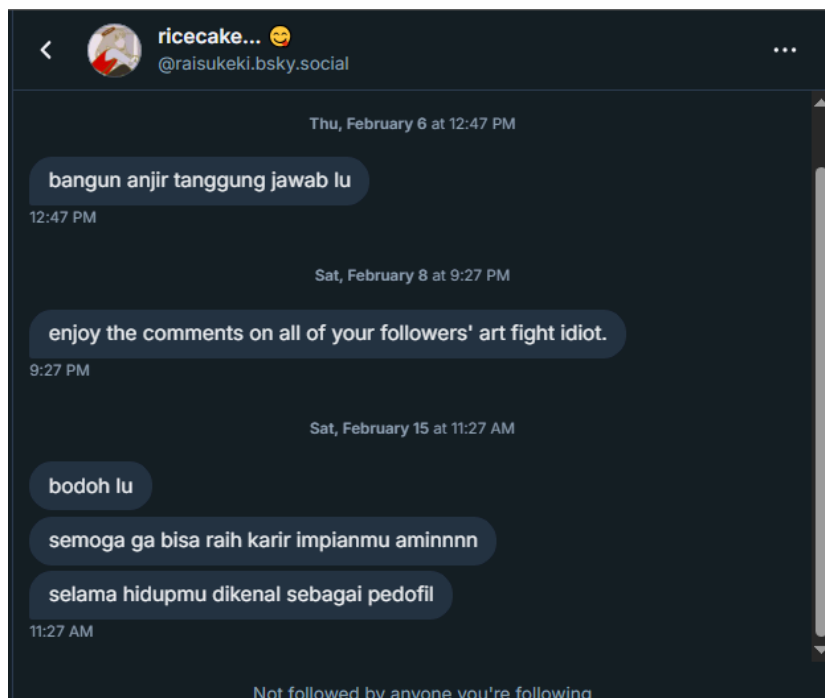 ricecake... 😋
@raisukeki.bsky.social
Thu, February 6 at 12:47 PM
bangun anjir tanggung jawab lu
12:47 PM
Sat, February 8 at 9:27 PM
enjoy the comments on all of your followers' art fight idiot.
9:27 PM
Sat, February 15 at 11:27 AM
bodoh lu
semoga ga bisa raih karir impianmu aminnnn
selama hidupmu dikenal sebagai pedofil
11:27 AM
Not followed by anyone you're following